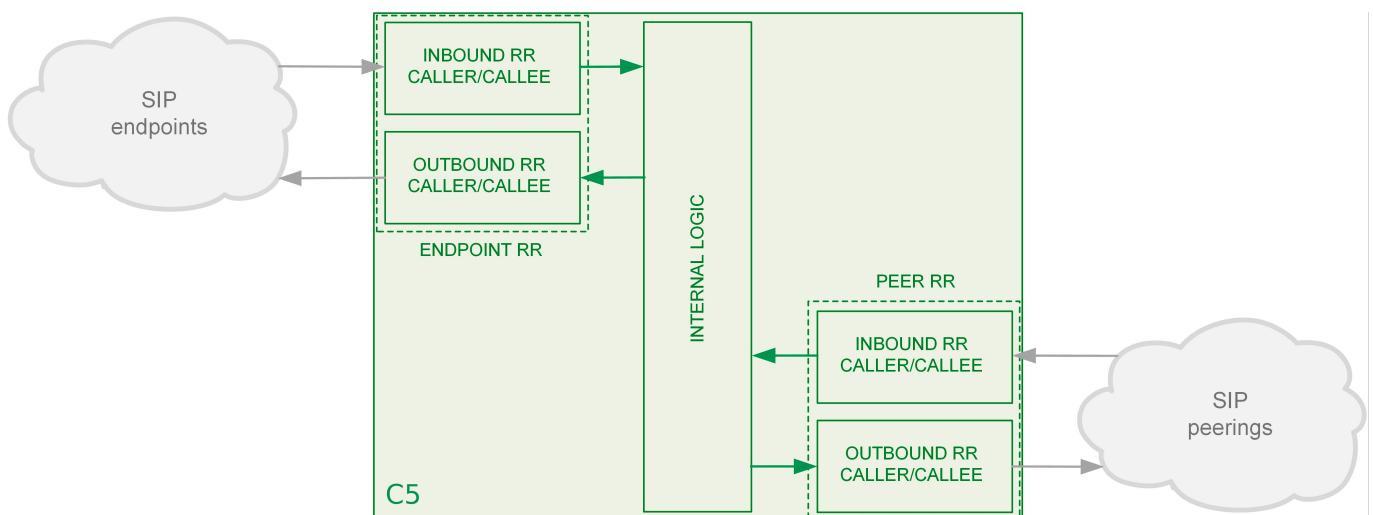 INBOUND RR
CALLER/CALLEE
SIP
endpoints
OUTBOUND RR
CALLER/CALLEE
ENDPOINT RR
INTERNAL LOGIC
PEER RR
INBOUND RR
CALLER/CALLEE
SIP
peerings
OUTBOUND RR
CALLER/CALLEE
C5